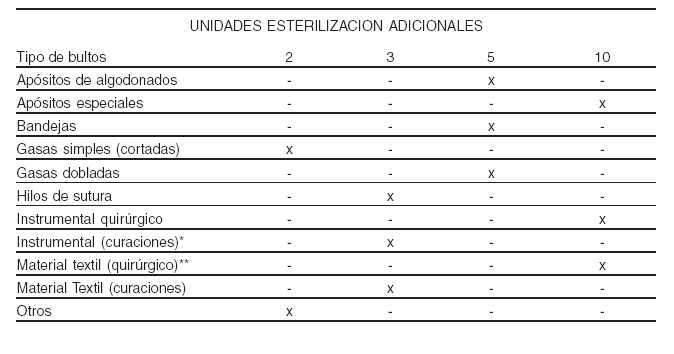 UNIDADES ESTERILIZACION ADICIONALES
Tipo de bultos 2 3 5 10
Apósitos de algodonados - - x -
Apósitos especiales - - - x
Bandejas - - x -
Gasas simples (cortadas) x - - -
Gasas dobladas - - x -
Hilos de sutura - x - -
Instrumental quirúrgico - - - x
Instrumental (curaciones)* - x - -
Material textil (quirúrgico)** - - - x
Material Textil (curaciones) - x - -
Otros x - - -